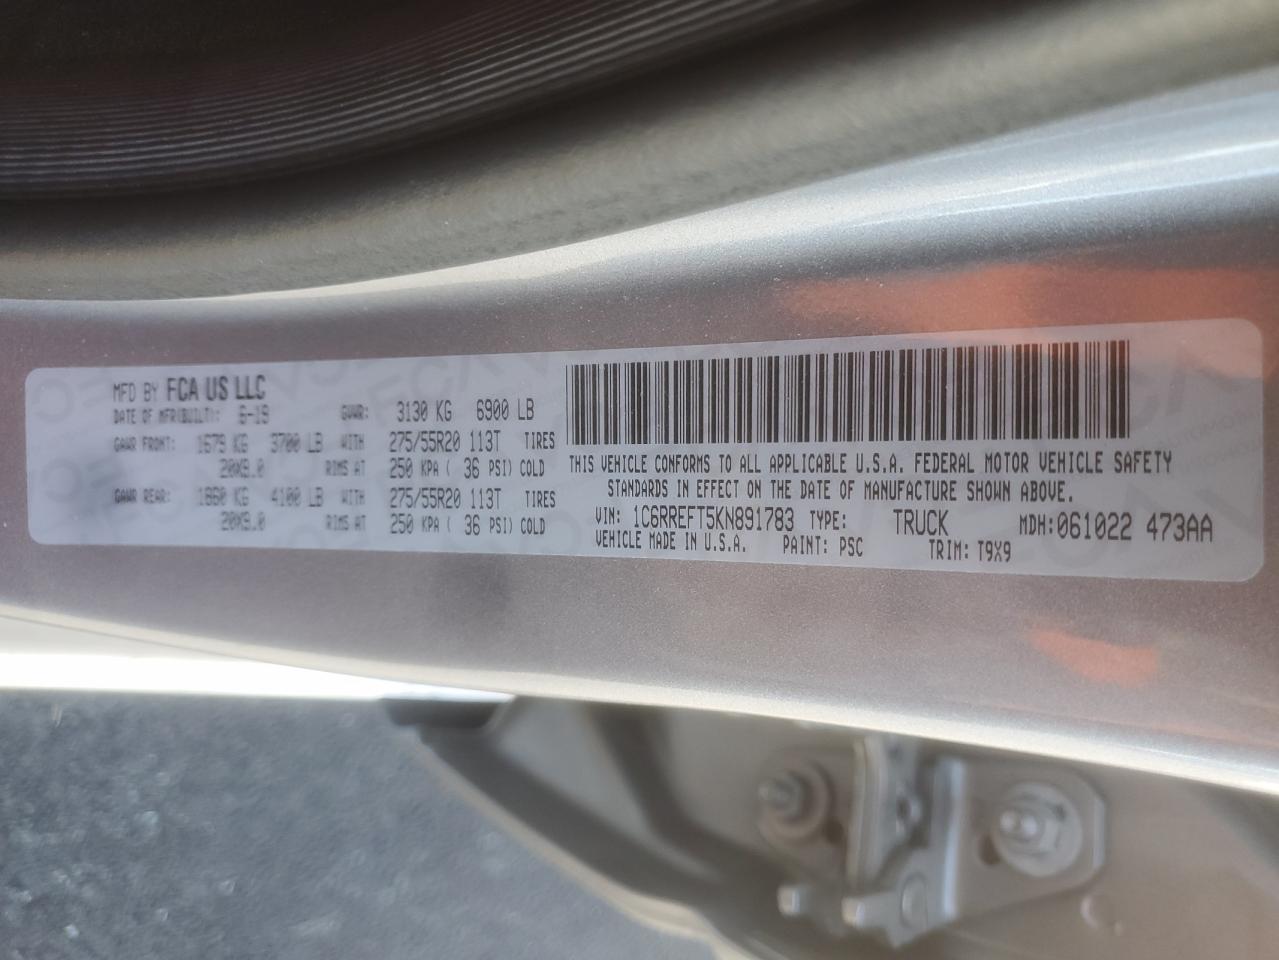 MFD BY FCA US LLC
DATE OF MFR(BUILT): 6-19 GVWR: 3130 KG 6900 LB
GAWR FRONT: 1679 KG 3700 LB WITH 275/55R20 113T TIRES
20X9.0 RIMS AT 250 KPA ( 36 PSI) COLD
GAWR REAR: 1860 KG 4100 LB WITH 275/55R20 113T TIRES
20X9.0 RIMS AT 250 KPA ( 36 PSI) COLD
THIS VEHICLE CONFORMS TO ALL APPLICABLE U.S.A. FEDERAL MOTOR VEHICLE SAFETY
STANDARDS IN EFFECT ON THE DATE OF MANUFACTURE SHOWN ABOVE.
VIN: 1C6RREFT5KN891783 TYPE: TRUCK MDH:061022 473AA
VEHICLE MADE IN U.S.A. PAINT: PSC TRIM: T9X9